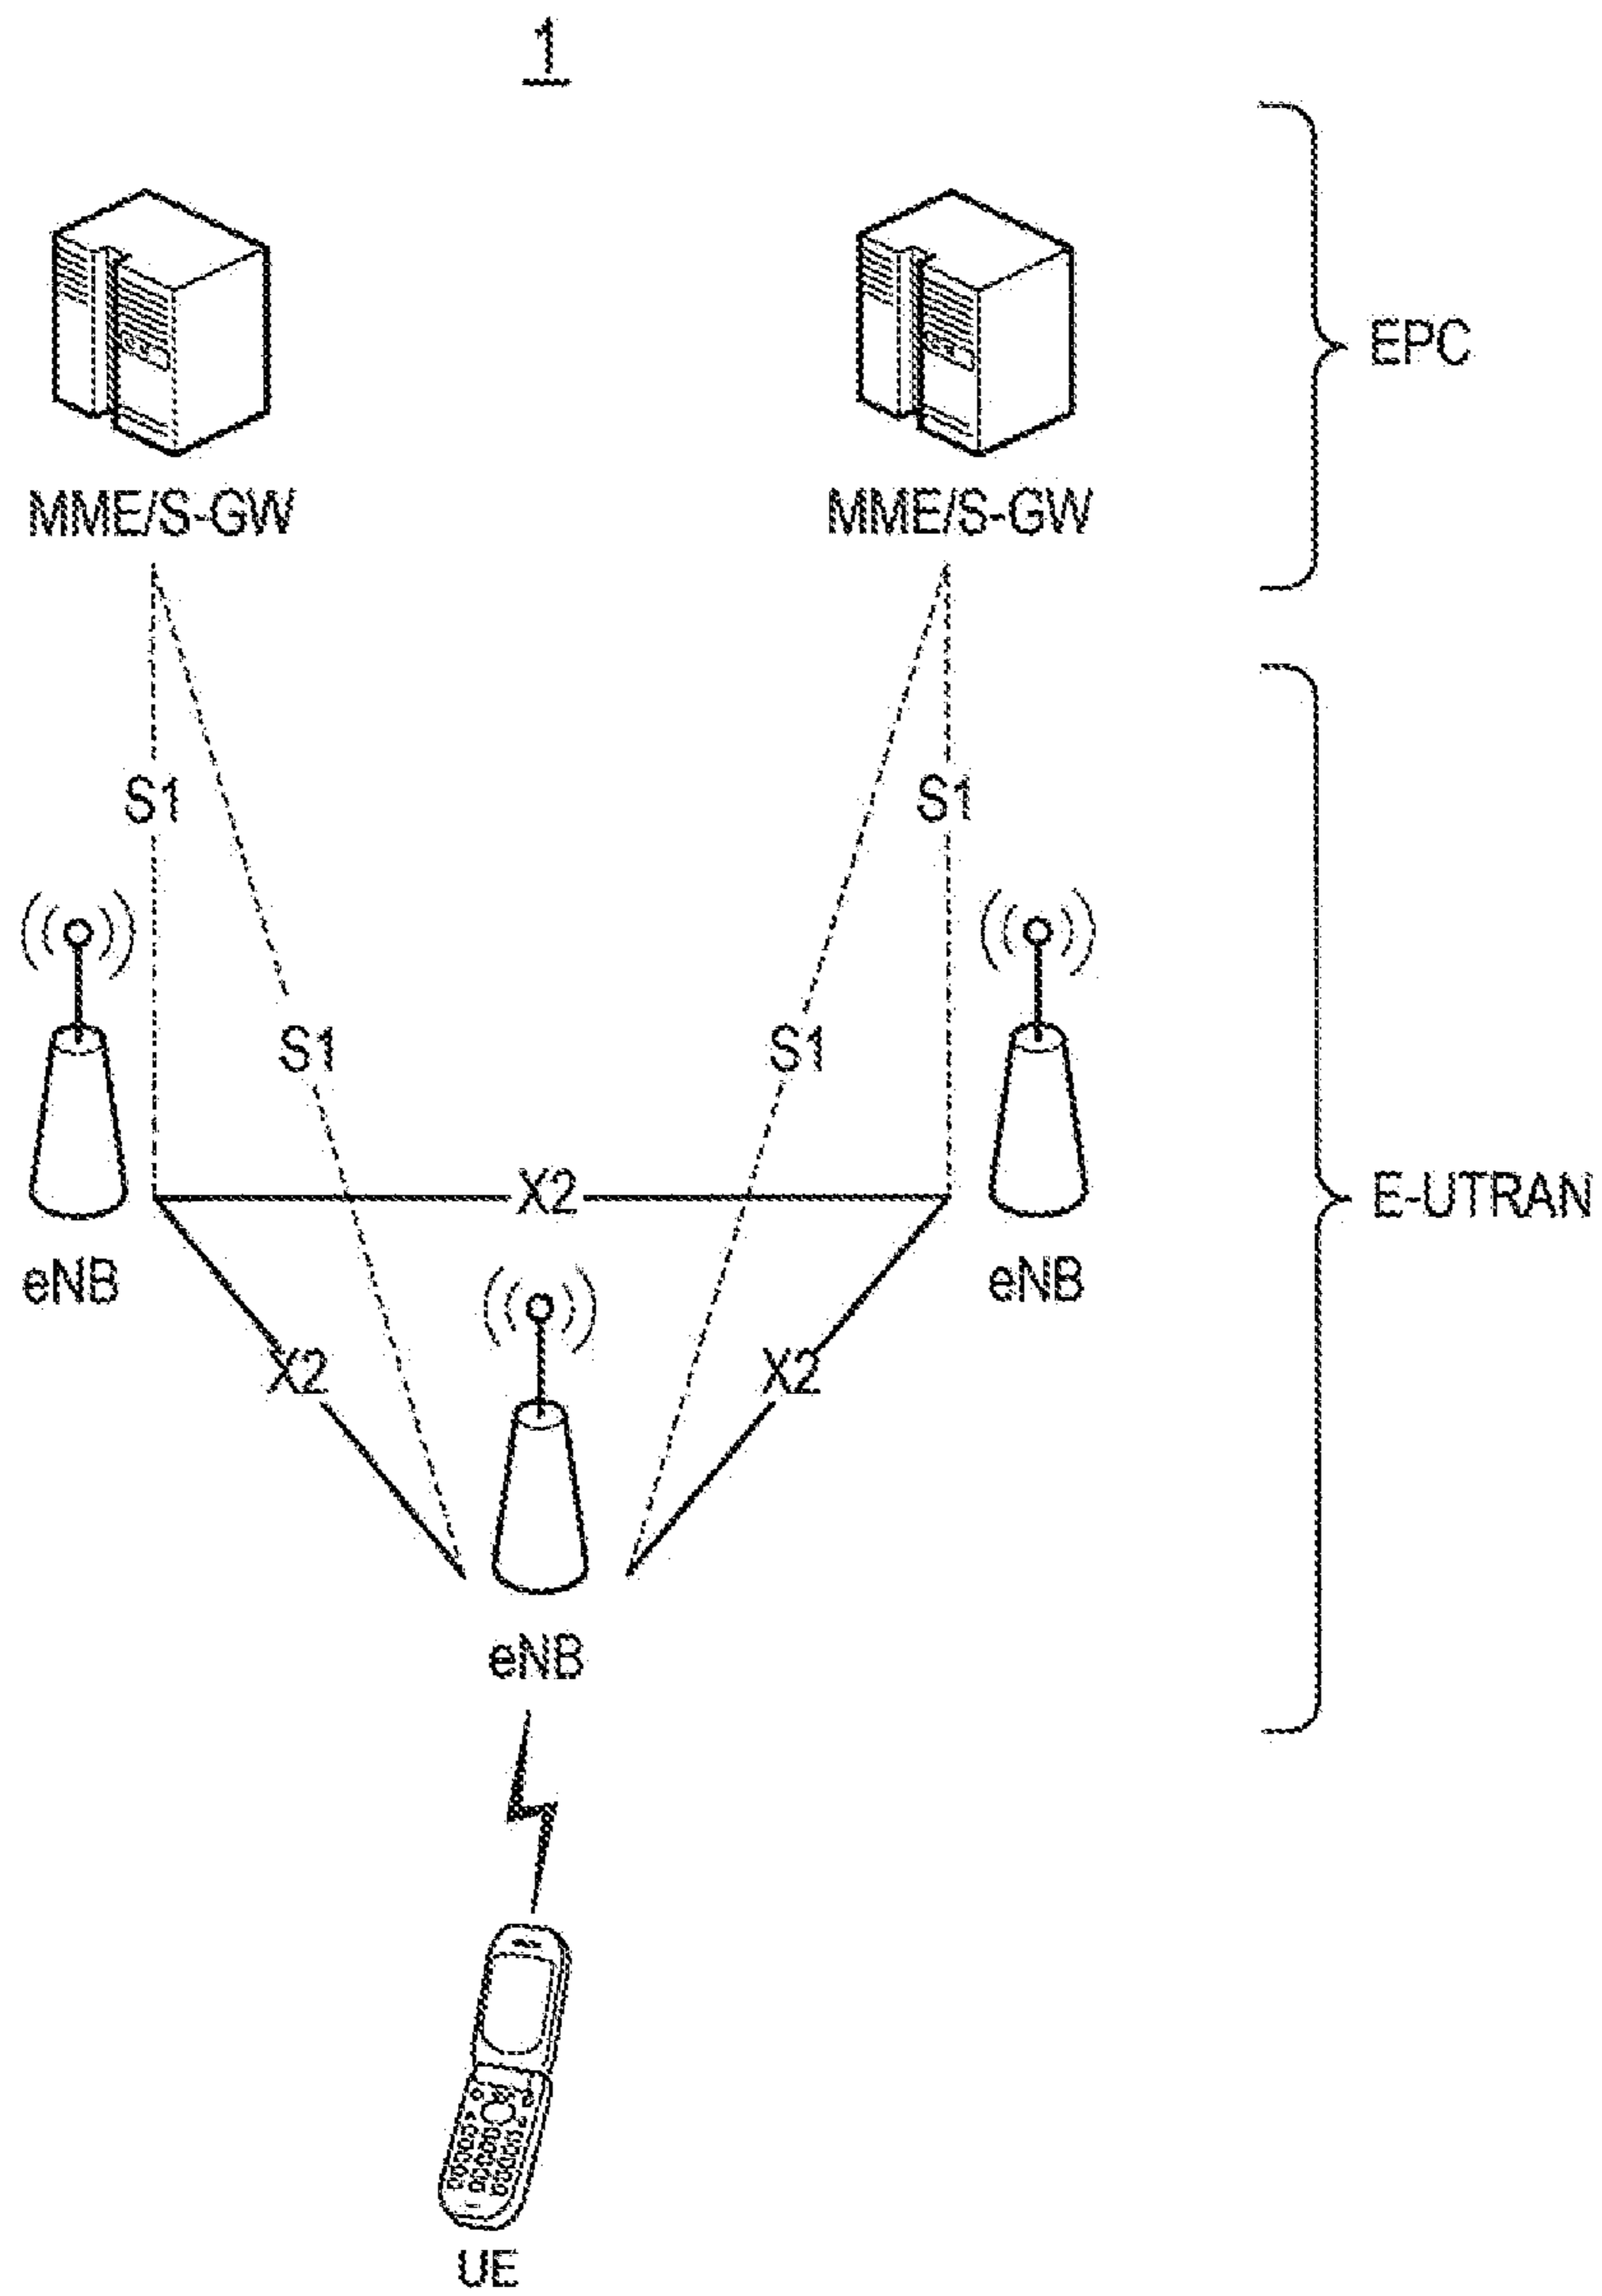 1
EPC
MME/S-GW
MME/S-GW
S1
S1
S1
S1
X2
E-UTRAN
eNB
eNB
X2
X2
eNB
UE